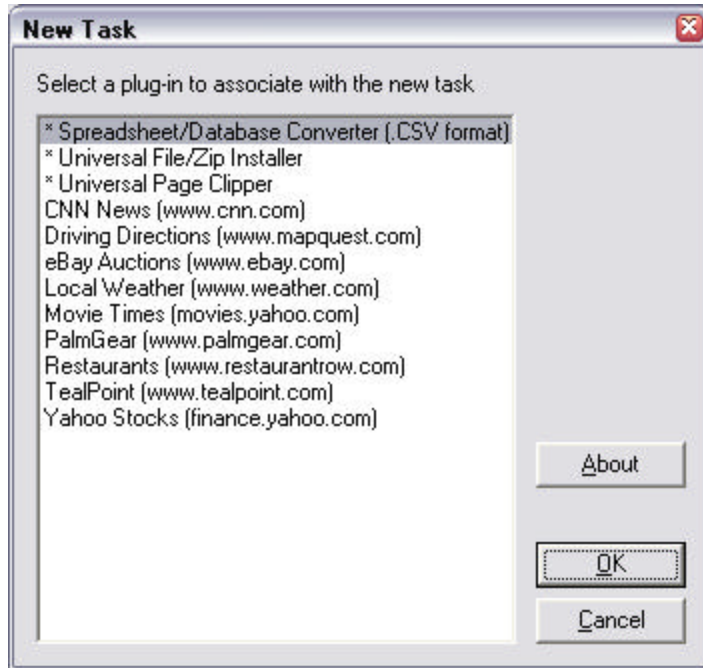 New Task
Select a plug-in to associate with the new task
* Spreadsheet/Database Converter (.CSV format)
* Universal File/Zip Installer
* Universal Page Clipper
CNN News (www.cnn.com)
Driving Directions (www.mapquest.com)
eBay Auctions (www.ebay.com)
Local Weather (www.weather.com)
Movie Times (movies.yahoo.com)
PalmGear (www.palmgear.com)
Restaurants (www.restaurantrow.com)
TealPoint (www.tealpoint.com)
Yahoo Stocks (finance.yahoo.com)
About
OK
Cancel